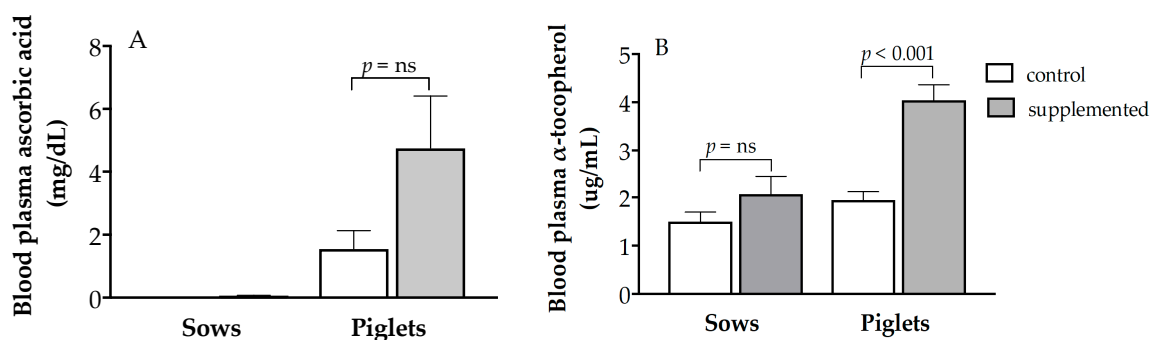 A
Blood plasma ascorbic acid
(mg/dL)
8
6
4
2
0
p = ns
Sows
Piglets
B
Blood plasma α-tocopherol
(ug/mL)
5
4
3
2
1
0
p = ns
p < 0.001
Sows
Piglets
control
supplemented